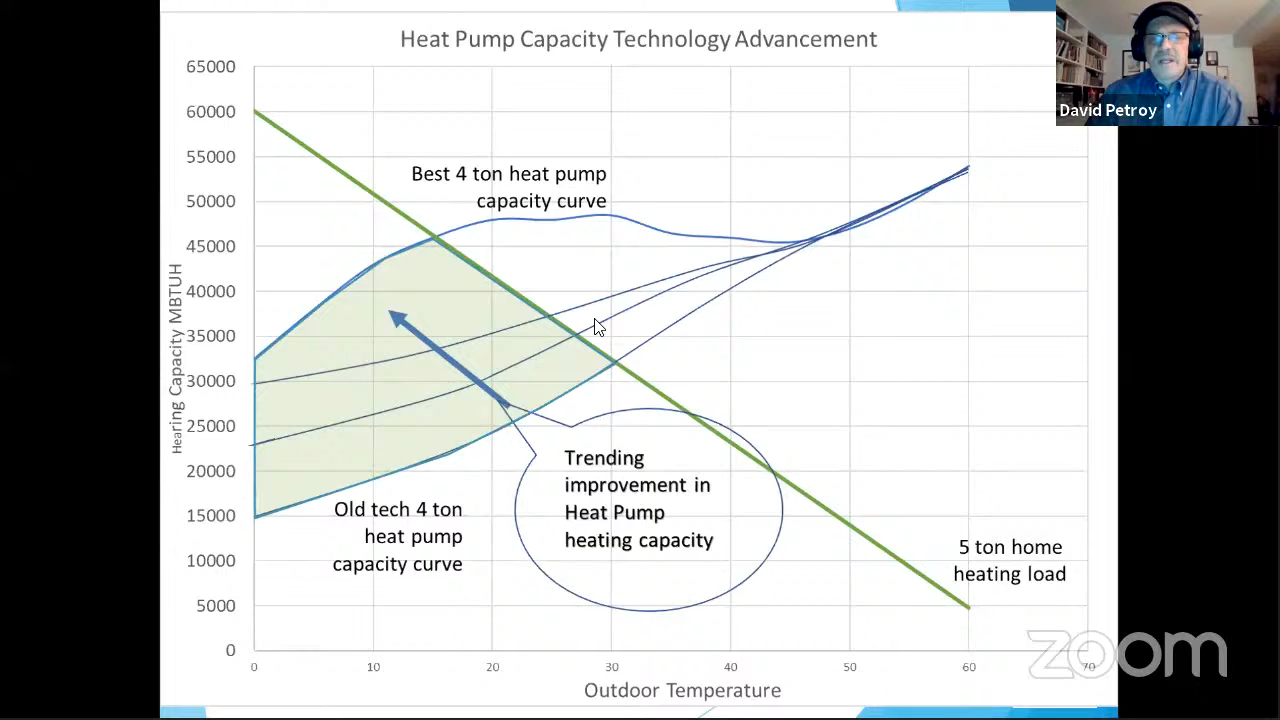 Heat Pump Capacity Technology Advancement
David Petroy
65000
60000
55000
50000
45000
40000
35000
30000
25000
20000
15000
10000
5000
0
Hearing Capacity MBTUH
Best 4 ton heat pump
capacity curve
Old tech 4 ton
heat pump
capacity curve
Trending
improvement in
Heat Pump
heating capacity
5 ton home
heating load
0
10
20
30
40
50
60
70
Outdoor Temperature
zoom